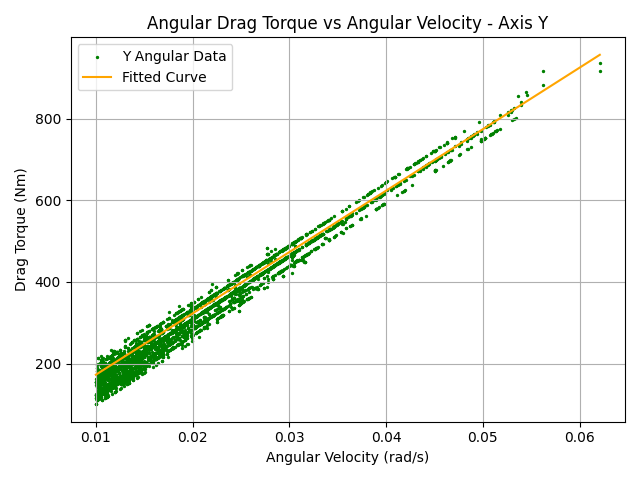 Angular Drag Torque vs Angular Velocity - Axis Y
Y Angular Data
Fitted Curve
Drag Torque (Nm)
800
600
400
200
0.01 0.02 0.03 0.04 0.05 0.06
Angular Velocity (rad/s)